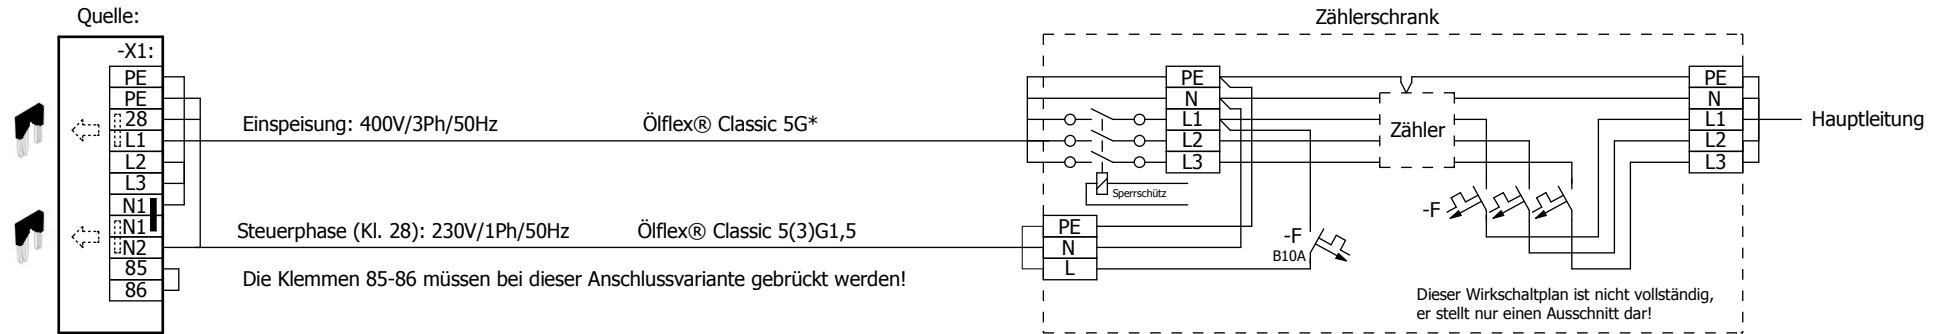 Quelle:
-X1:
PE
PE
28
L1
L2
L3
N1
N1
N2
85
86
Einspeisung: 400V/3Ph/50Hz
Ölflex® Classic 5G*
Steuerphase (Kl. 28): 230V/1Ph/50Hz
Ölflex® Classic 5(3)G1,5
Die Klemmen 85-86 müssen bei dieser Anschlussvariante gebrückt werden!
Zählerschrank
PE
N
L1
L2
L3
Sperrschütz
PE
N
L
-F
B10A
Zähler
-F
PE
N
L1
L2
L3
Hauptleitung
Dieser Wirkschaltplan ist nicht vollständig,
er stellt nur einen Ausschnitt dar!